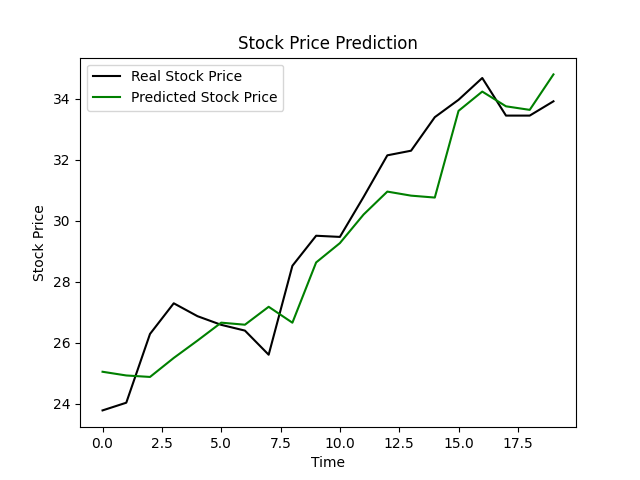 Stock Price Prediction
Real Stock Price
Predicted Stock Price
Stock Price
34
32
30
28
26
24
0.0 2.5 5.0 7.5 10.0 12.5 15.0 17.5
Time